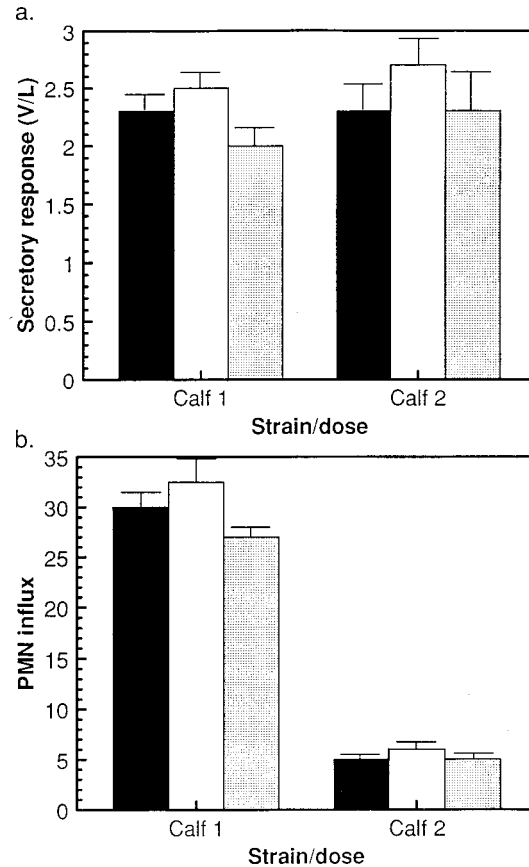 a.
Secretory response (V/L)
3
2.5
2
1.5
1
0.5
0
Calf 1 Calf 2
Strain/dose
b.
PMN influx
35
30
25
20
15
10
5
0
Calf 1 Calf 2
Strain/dose